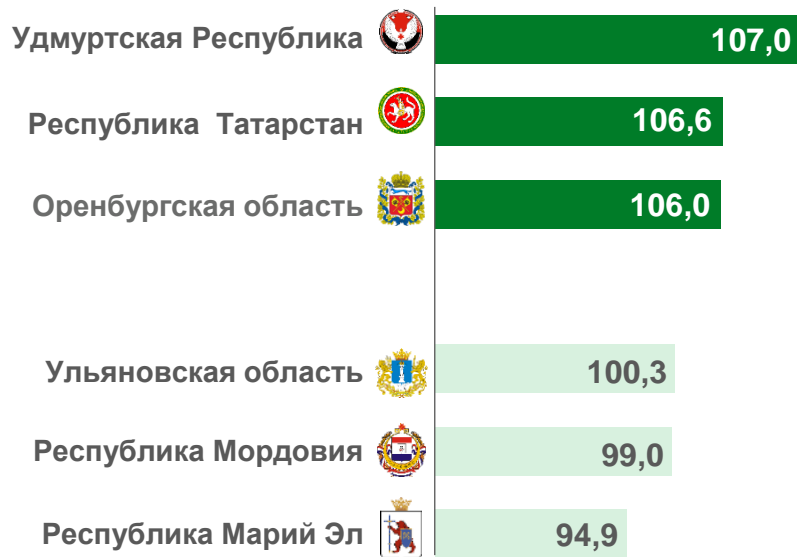 Удмуртская Республика 107,0
Республика Татарстан 106,6
Оренбургская область 106,0
Ульяновская область 100,3
Республика Мордовия 99,0
Республика Марий Эл 94,9